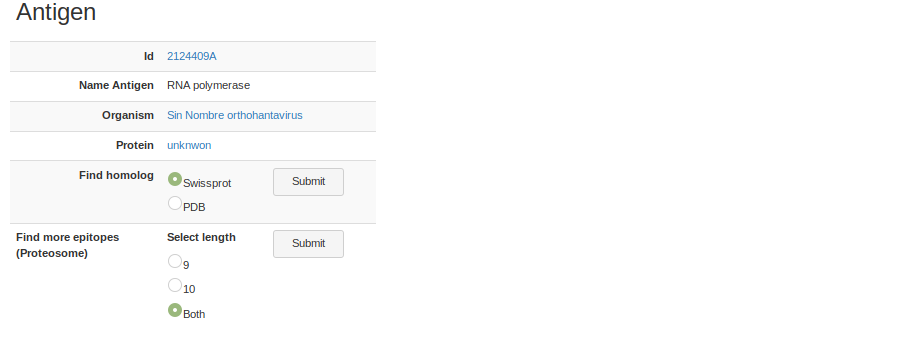 Antigen
Id 2124409A
Name Antigen RNA polymerase
Organism Sin Nombre orthohantavirus
Protein unknwon
Find homolog Swissprot Submit
PDB
Find more epitopes Select length Submit
(Proteosome)
9
10
Both